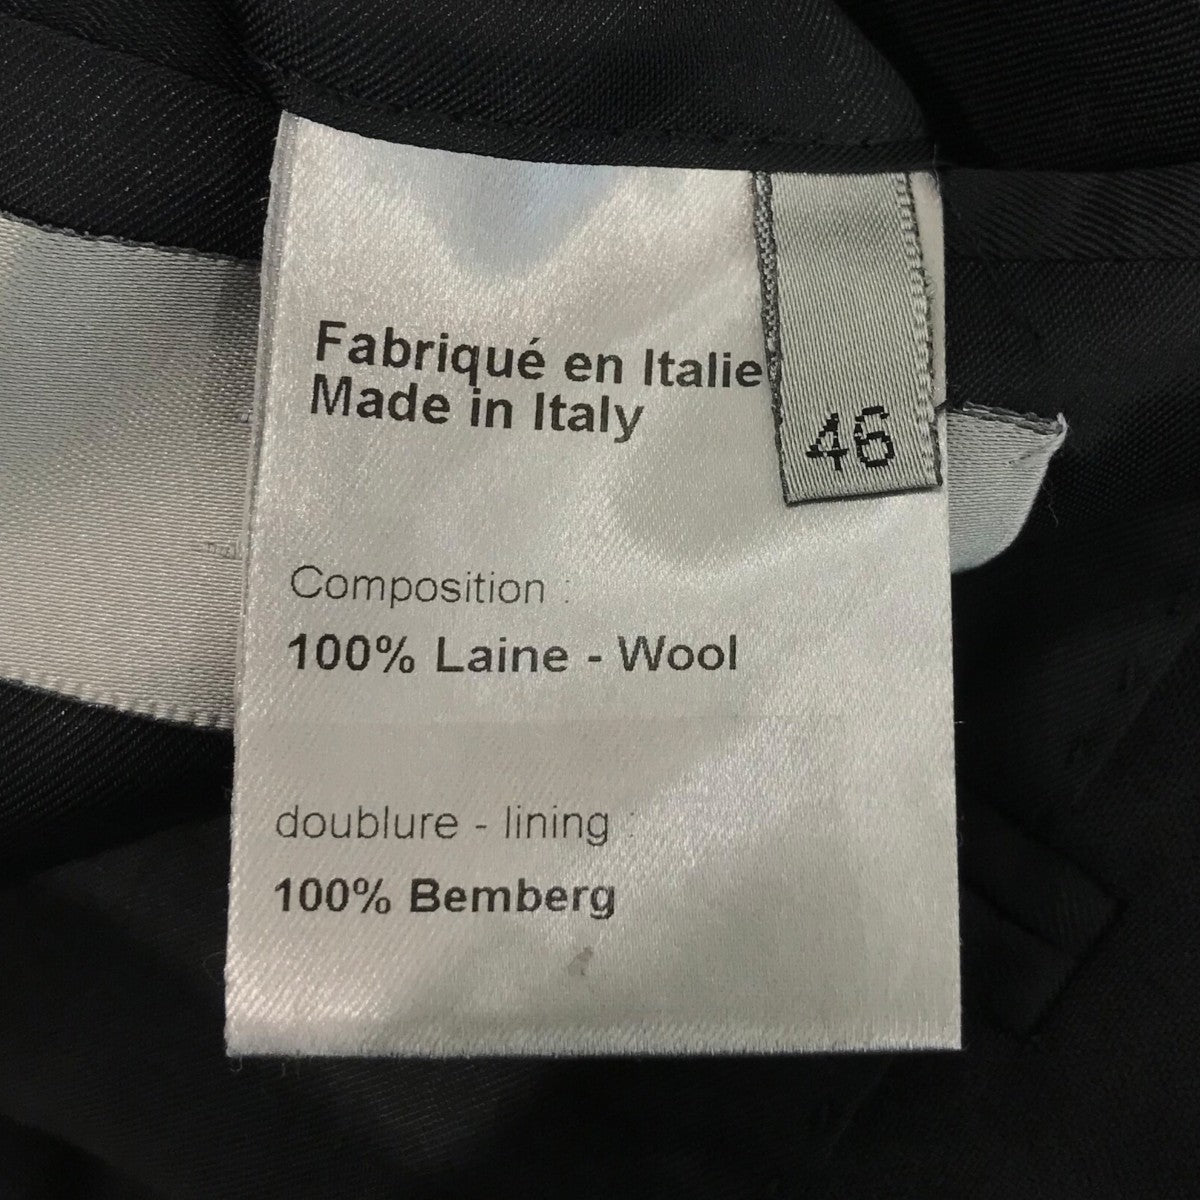 Fabriqué en Italie
Made in Italy
46
Composition :
100% Laine - Wool
doublure - lining :
100% Bemberg